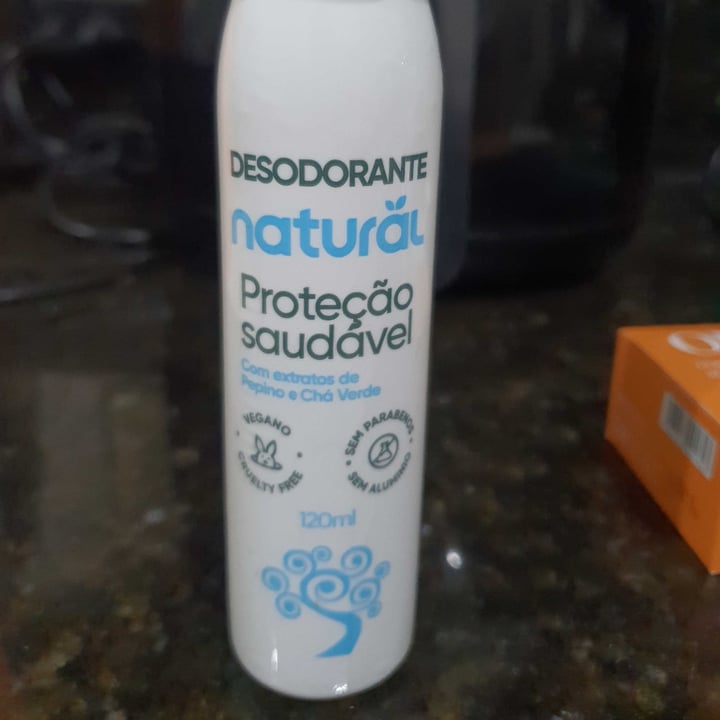 DESODORANTE
natural
Proteção
saudável
Com extratos de
Pepino e Chá Verde
VEGANO
CRUELTY FREE
SEM PARABENOS
SEM ALUMÍNIO
120ml